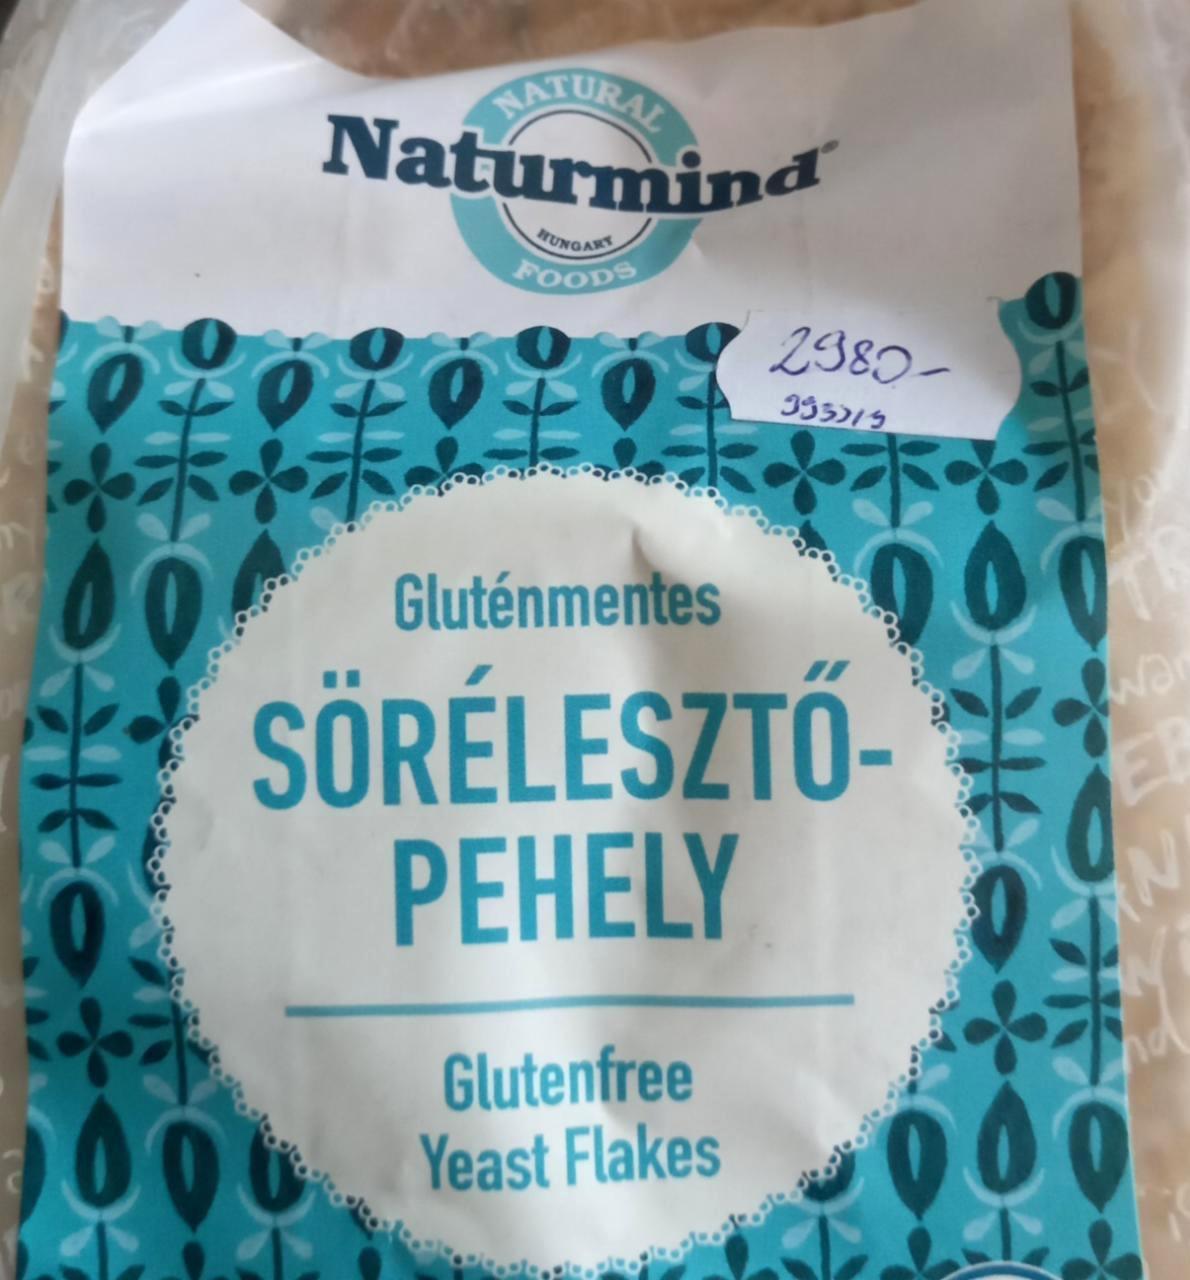 NATURAL
Naturmind®
HUNGARY
FOODS
2980-
Gluténmentes
SÖRÉLESZTŐ-
PEHELY
Glutenfree
Yeast Flakes